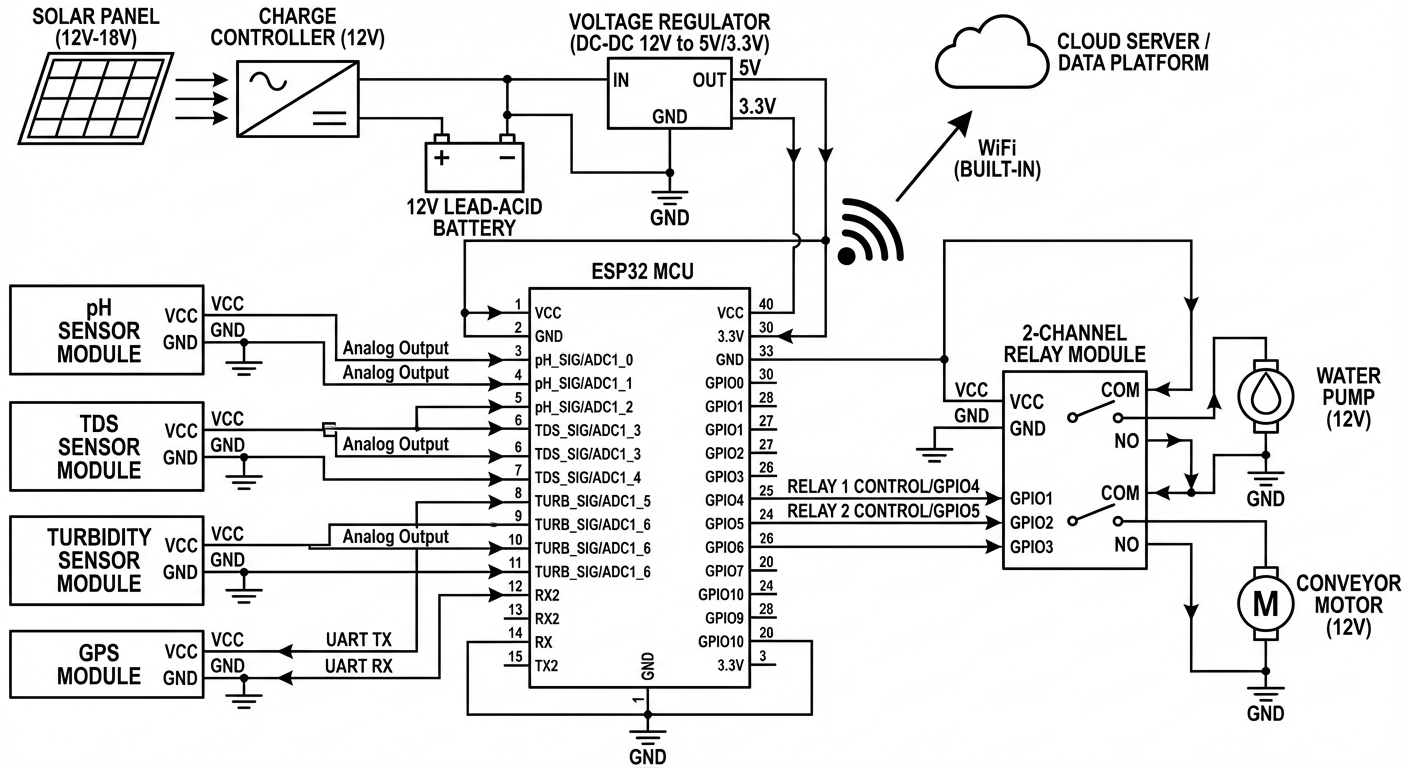 SOLAR PANEL
(12V-18V)
CHARGE
CONTROLLER (12V)
VOLTAGE REGULATOR
(DC-DC 12V to 5V/3.3V)
IN
OUT
GND
5V
3.3V
CLOUD SERVER /
DATA PLATFORM
WiFi
(BUILT-IN)
+
−
12V LEAD-ACID
BATTERY
GND
ESP32 MCU
pH
SENSOR
MODULE
VCC
GND
VCC
GND
Analog Output
Analog Output
TDS
SENSOR
MODULE
VCC
GND
VCC
GND
Analog Output
TURBIDITY
SENSOR
MODULE
VCC
GND
VCC
GND
Analog Output
GPS
MODULE
VCC
GND
VCC
GND
UART TX
UART RX
1 VCC
2 GND
3 pH_SIG/ADC1_0
4 pH_SIG/ADC1_1
5 pH_SIG/ADC1_2
6 TDS_SIG/ADC1_3
6 TDS_SIG/ADC1_3
7 TDS_SIG/ADC1_4
8 TURB_SIG/ADC1_5
9 TURB_SIG/ADC1_6
10 TURB_SIG/ADC1_6
11 TURB_SIG/ADC1_6
12 RX2
13 RX2
14 RX
15 TX2
VCC 40
3.3V 30
GND 33
GPIO0 30
GPIO1 28
GPIO1 27
GPIO2 27
GPIO3 26
GPIO4 25
GPIO5 24
GPIO6 26
GPIO7 20
GPIO10 24
GPIO9 28
GPIO10 20
3.3V 3
GND
1
GND
RELAY 1 CONTROL/GPIO4
RELAY 2 CONTROL/GPIO5
2-CHANNEL
RELAY MODULE
VCC
GND
VCC
GND
GPIO1
GPIO2
GPIO3
COM
NO
COM
NO
WATER
PUMP
(12V)
GND
M
CONVEYOR
MOTOR
(12V)
GND